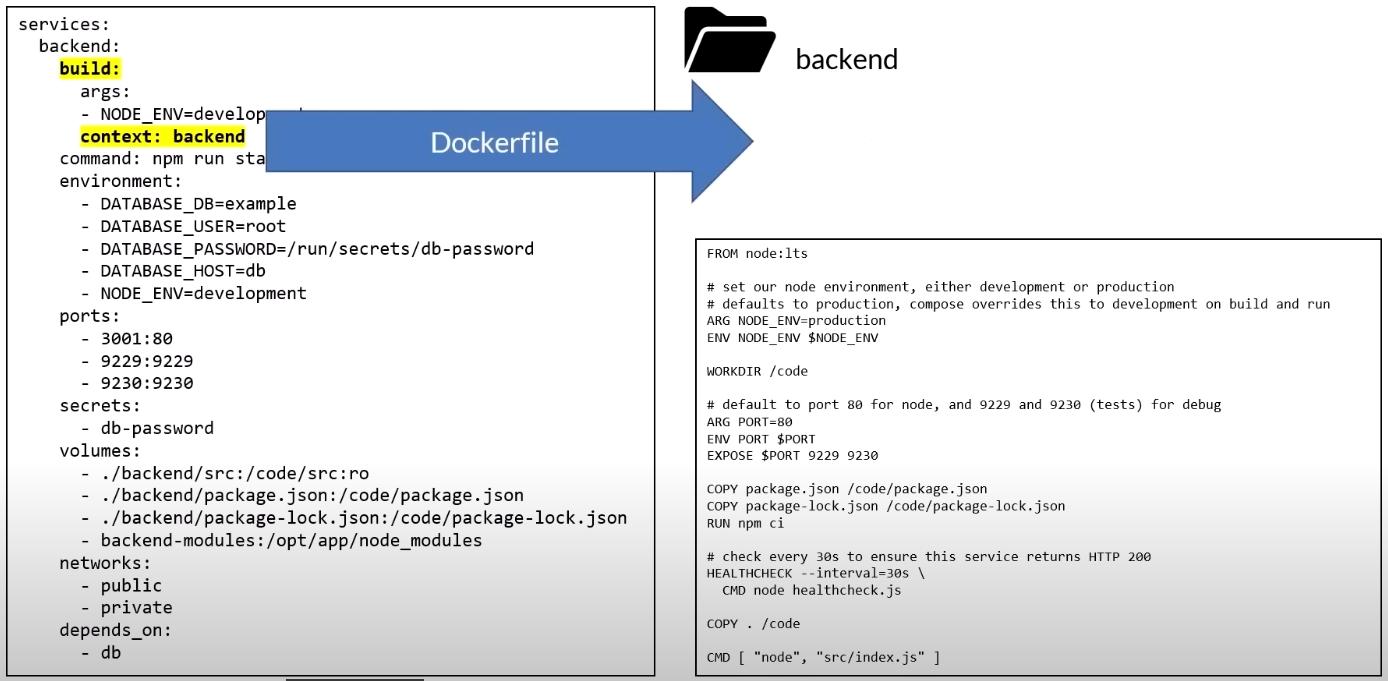 services:
backend:
build:
args:
- NODE_ENV=develop
context: backend
command: npm run sta
environment:
- DATABASE_DB=example
- DATABASE_USER=root
- DATABASE_PASSWORD=/run/secrets/db-password
- DATABASE_HOST=db
- NODE_ENV=development
ports:
- 3001:80
- 9229:9229
- 9230:9230
secrets:
- db-password
volumes:
- ./backend/src:/code/src:ro
- ./backend/package.json:/code/package.json
- ./backend/package-lock.json:/code/package-lock.json
- backend-modules:/opt/app/node_modules
networks:
- public
- private
depends_on:
- db
Dockerfile
backend
FROM node:lts
# set our node environment, either development or production
# defaults to production, compose overrides this to development on build and run
ARG NODE_ENV=production
ENV NODE_ENV $NODE_ENV
WORKDIR /code
# default to port 80 for node, and 9229 and 9230 (tests) for debug
ARG PORT=80
ENV PORT $PORT
EXPOSE $PORT 9229 9230
COPY package.json /code/package.json
COPY package-lock.json /code/package-lock.json
RUN npm ci
# check every 30s to ensure this service returns HTTP 200
HEALTHCHECK --interval=30s \
CMD node healthcheck.js
COPY . /code
CMD [ "node", "src/index.js" ]